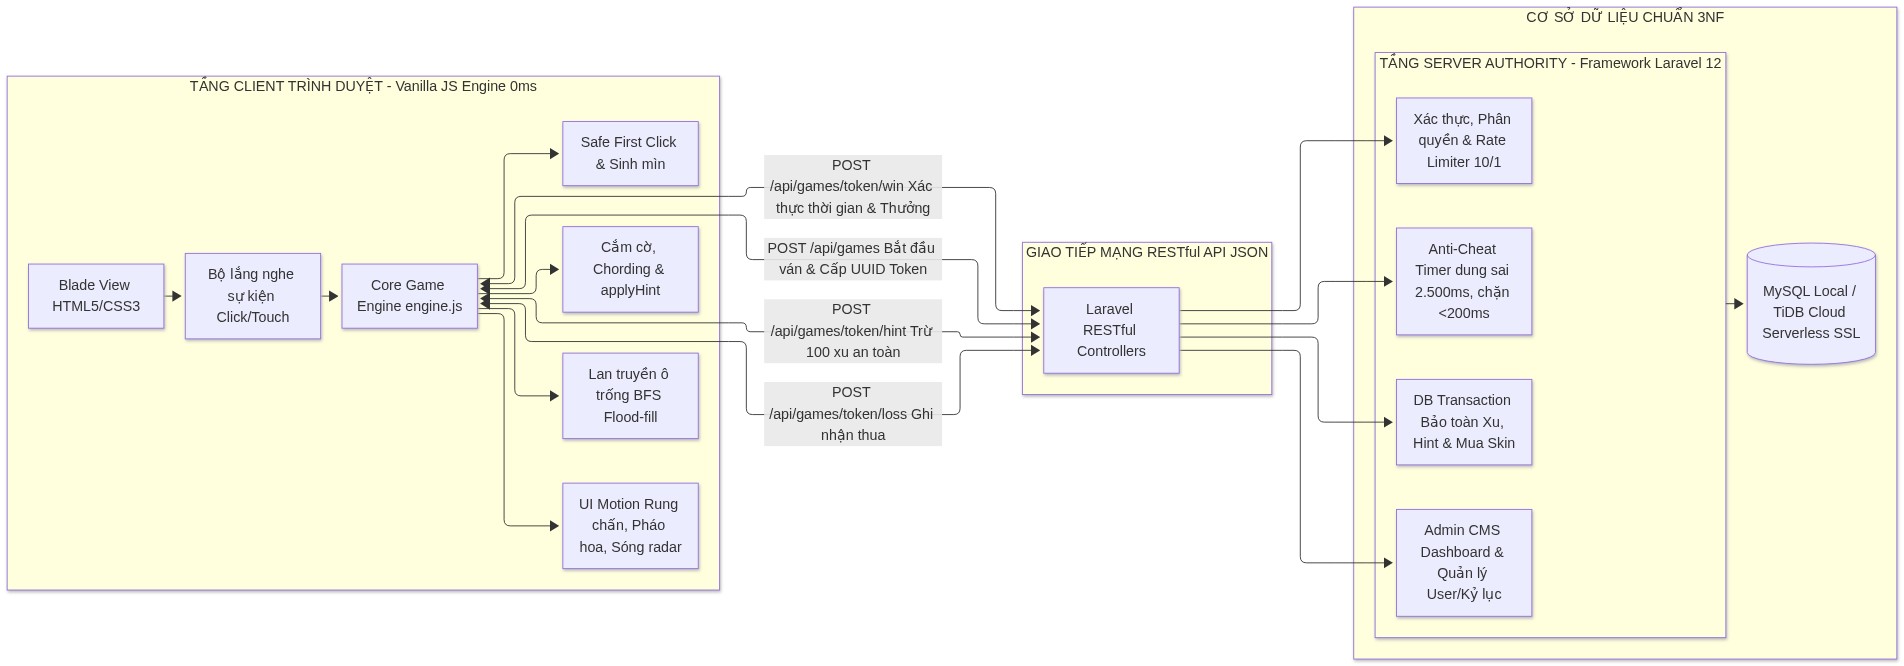 TẦNG CLIENT TRÌNH DUYỆT - Vanilla JS Engine 0ms
Blade View
HTML5/CSS3
Bộ lắng nghe
sự kiện
Click/Touch
Core Game
Engine engine.js
Safe First Click
& Sinh mìn
Cắm cờ,
Chording &
applyHint
Lan truyền ô
trống BFS
Flood-fill
UI Motion Rung
chấn, Pháo
hoa, Sóng radar
POST
/api/games/token/win Xác
thực thời gian & Thưởng
POST /api/games Bắt đầu
ván & Cấp UUID Token
POST
/api/games/token/hint Trừ
100 xu an toàn
POST
/api/games/token/loss Ghi
nhận thua
GIAO TIẾP MẠNG RESTful API JSON
Laravel
RESTful
Controllers
CƠ SỞ DỮ LIỆU CHUẨN 3NF
TẦNG SERVER AUTHORITY - Framework Laravel 12
Xác thực, Phân
quyền & Rate
Limiter 10/1
Anti-Cheat
Timer dung sai
2.500ms, chặn
<200ms
DB Transaction
Bảo toàn Xu,
Hint & Mua Skin
Admin CMS
Dashboard &
Quản lý
User/Kỷ lục
MySQL Local /
TiDB Cloud
Serverless SSL